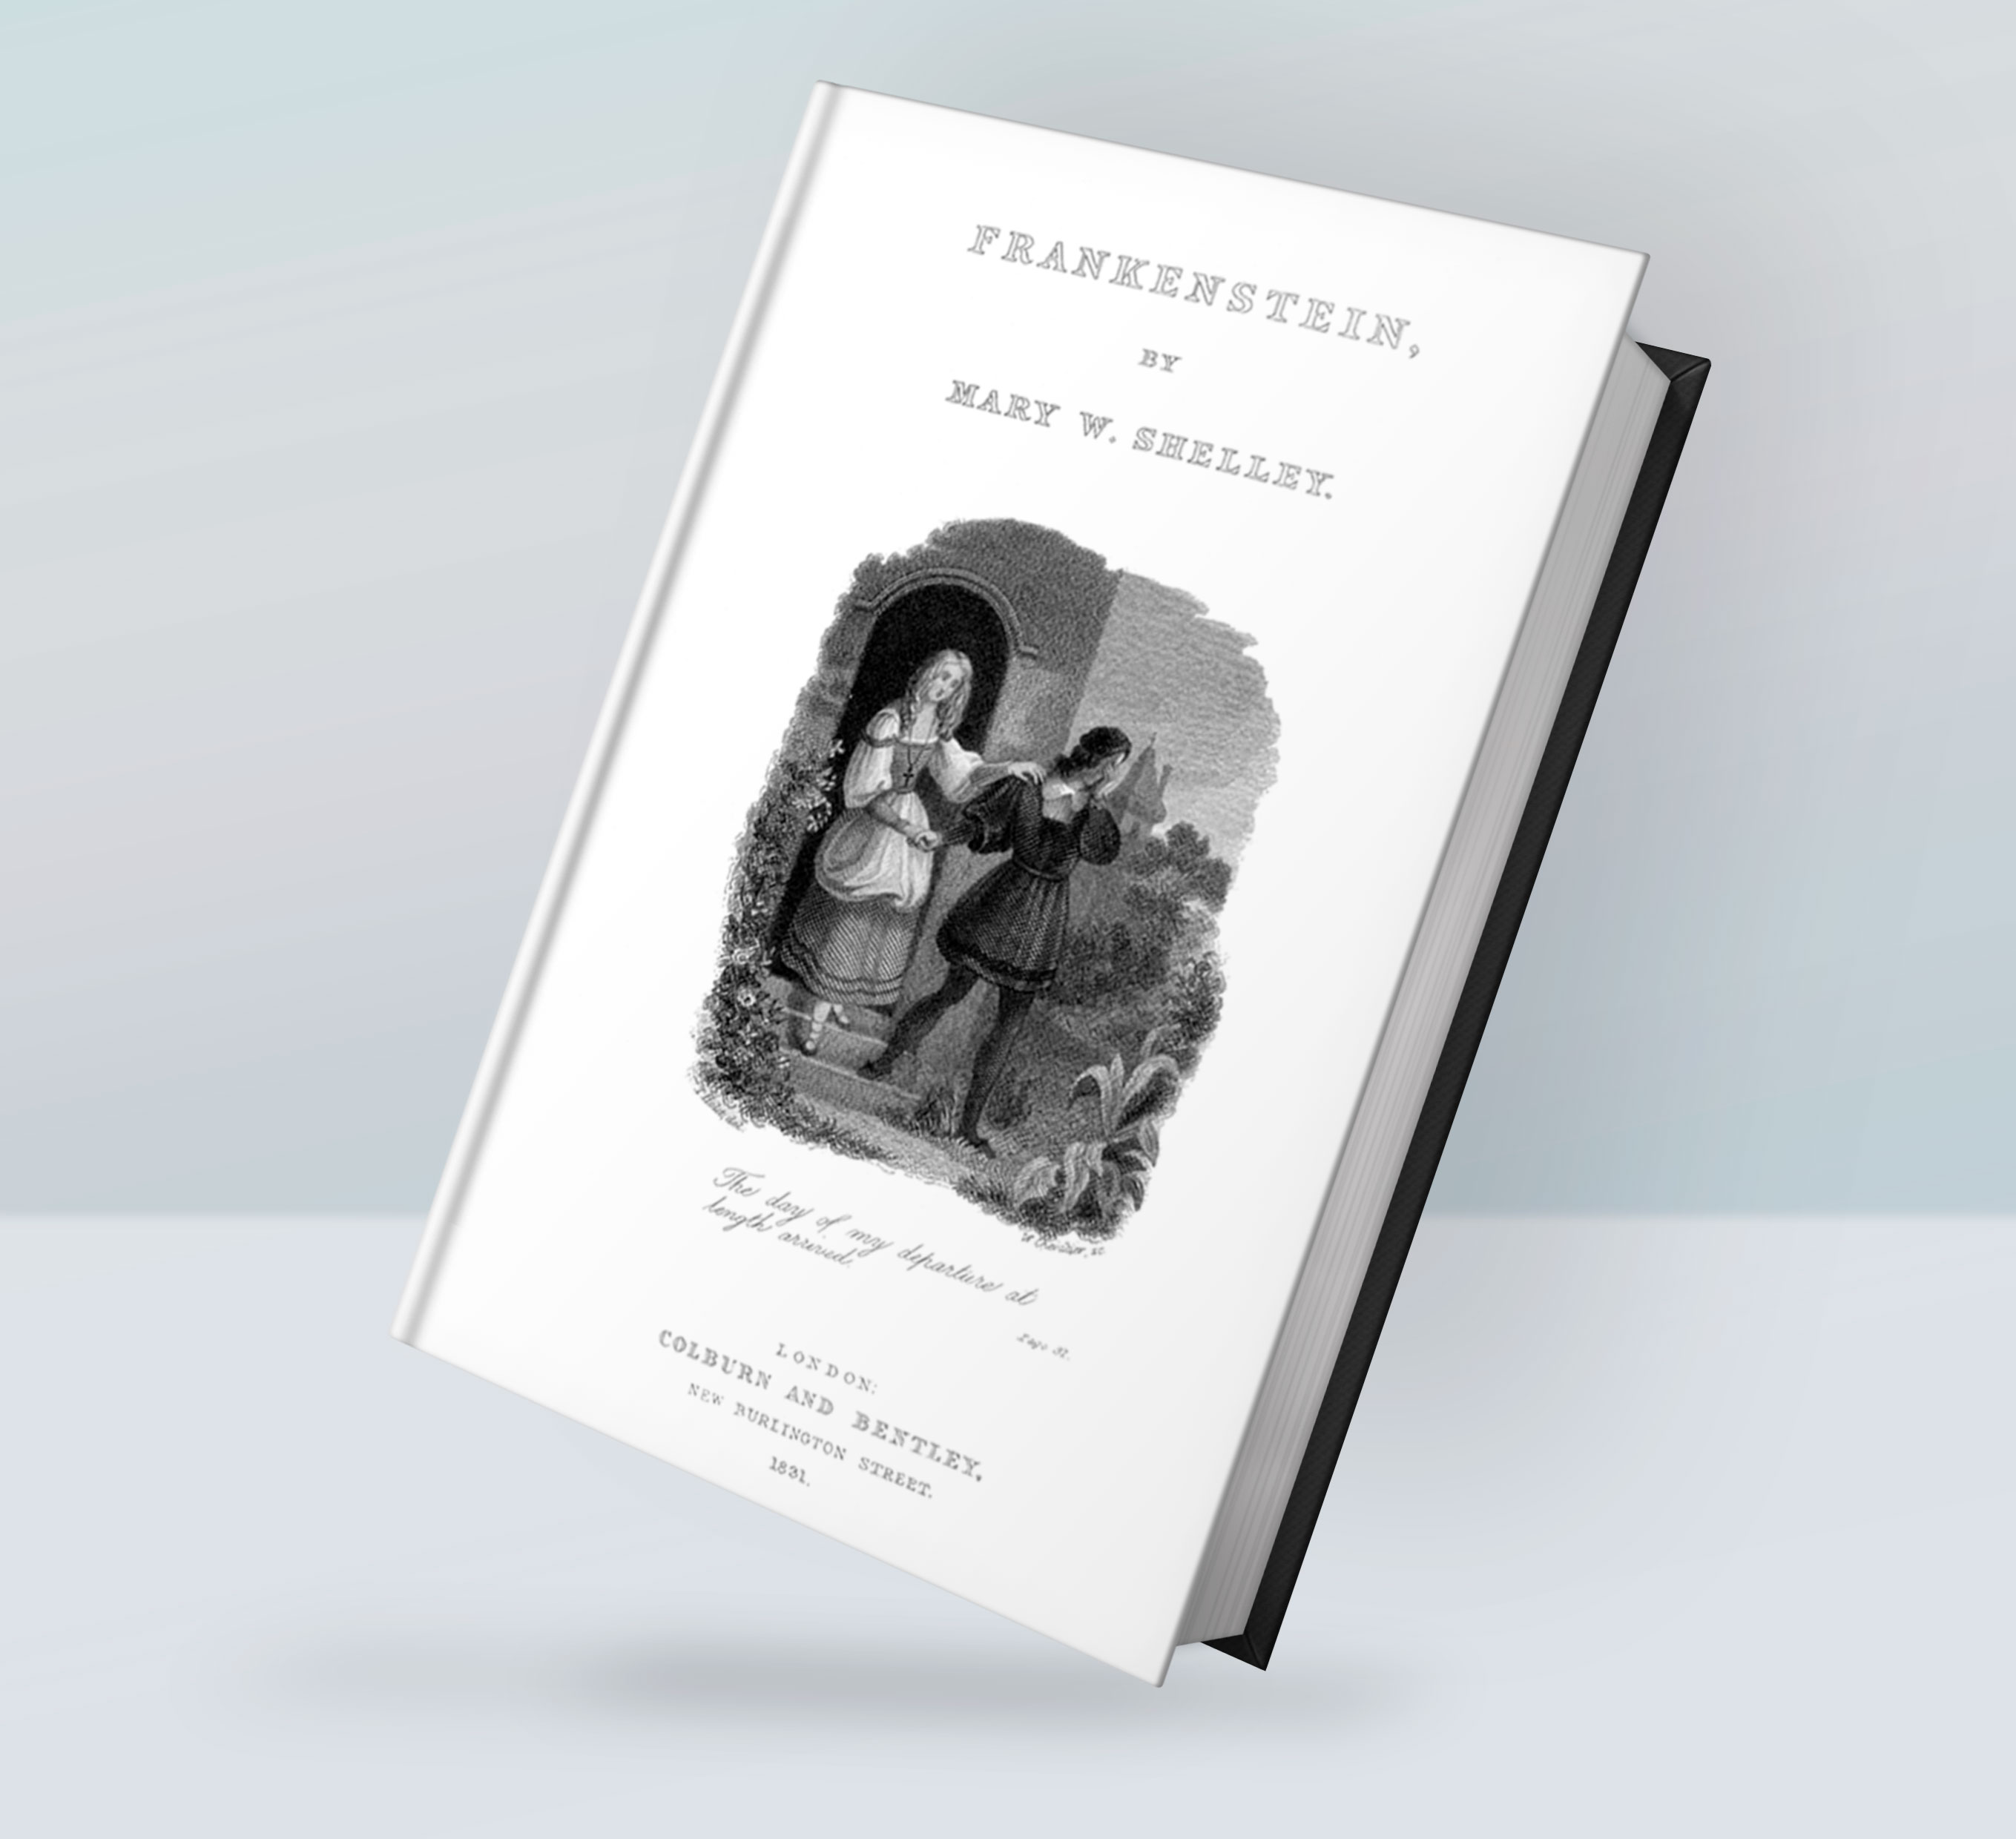 FRANKENSTEIN,
BY
MARY W. SHELLEY.
The day of my departure at
length arrived.
LONDON:
COLBURN AND BENTLEY,
NEW BURLINGTON STREET.
1831.